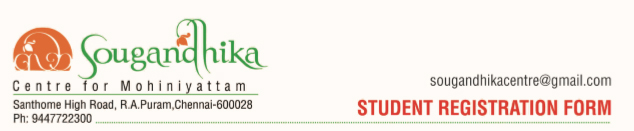 Sougandhika
Centre for Mohiniyattam
Santhome High Road, R.A.Puram,Chennai-600028
Ph: 9447722300
sougandhikacentre@gmail.com
STUDENT REGISTRATION FORM